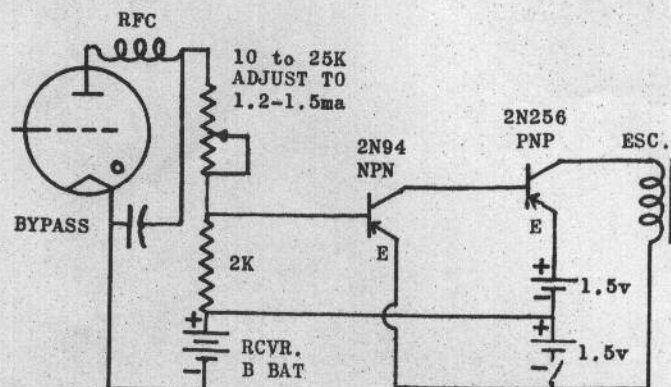 RFC
10 to 25K
ADJUST TO
1.2-1.5ma
2N94
NPN
2N256
PNP
ESC.
BYPASS
E
E
2K
+
-
1.5v
+
-
1.5v
+
-
RCVR.
B BAT